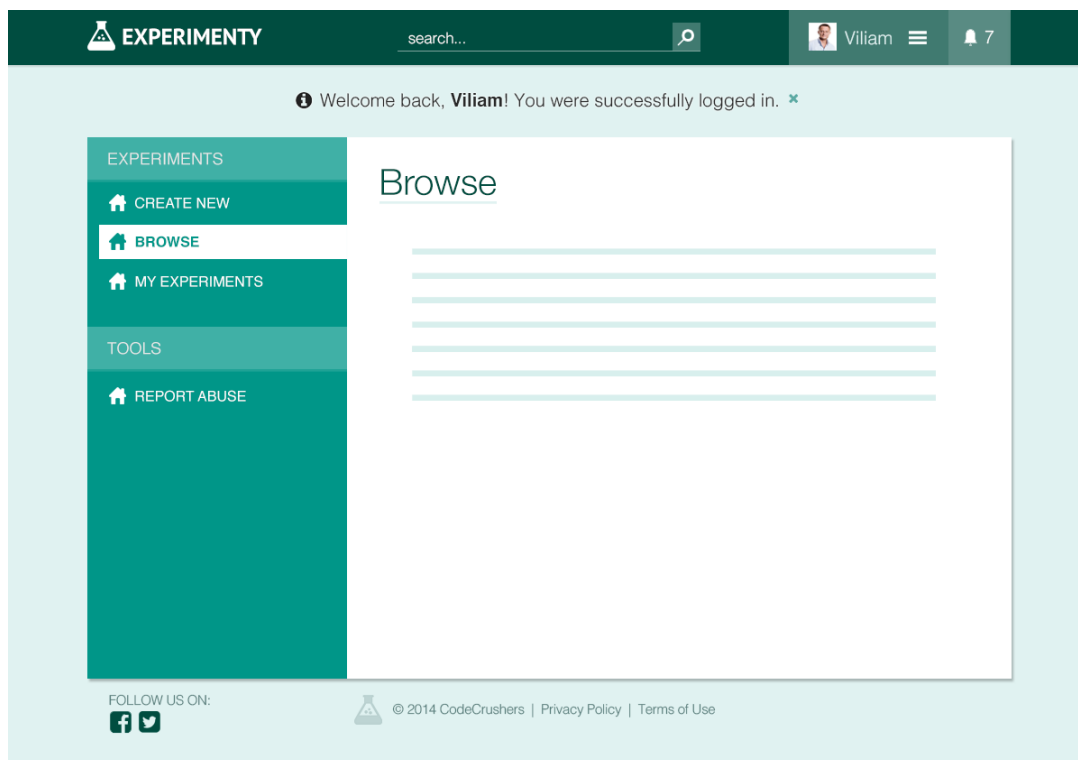 EXPERIMENTY
search...
Viliam
7
Welcome back, Viliam! You were successfully logged in.
EXPERIMENTS
CREATE NEW
BROWSE
MY EXPERIMENTS
TOOLS
REPORT ABUSE
Browse
FOLLOW US ON:
© 2014 CodeCrushers | Privacy Policy | Terms of Use